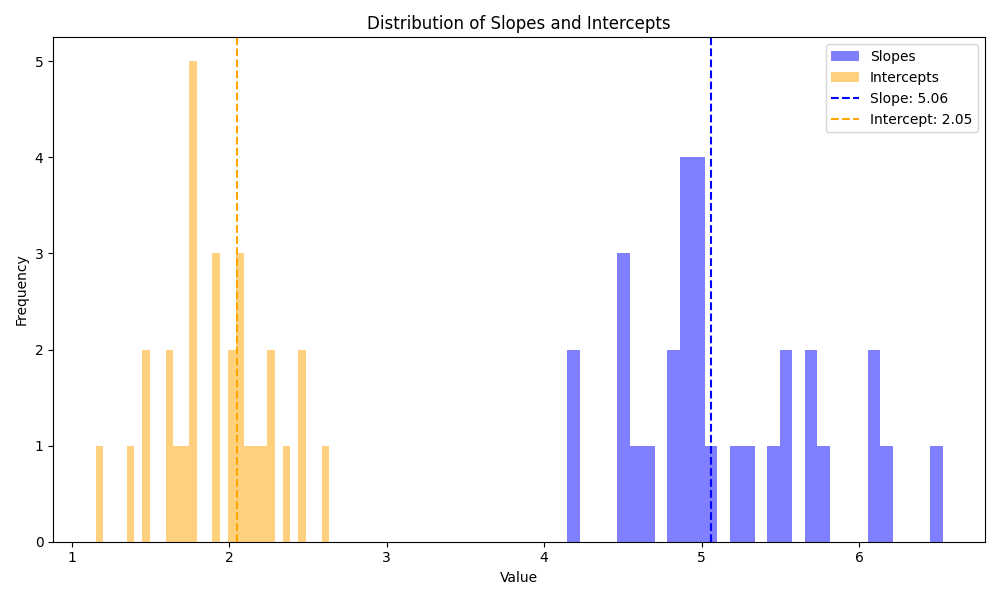 Distribution of Slopes and Intercepts
Slopes
Intercepts
Slope: 5.06
Intercept: 2.05
5
4
3
2
1
0
Frequency
1 2 3 4 5 6
Value